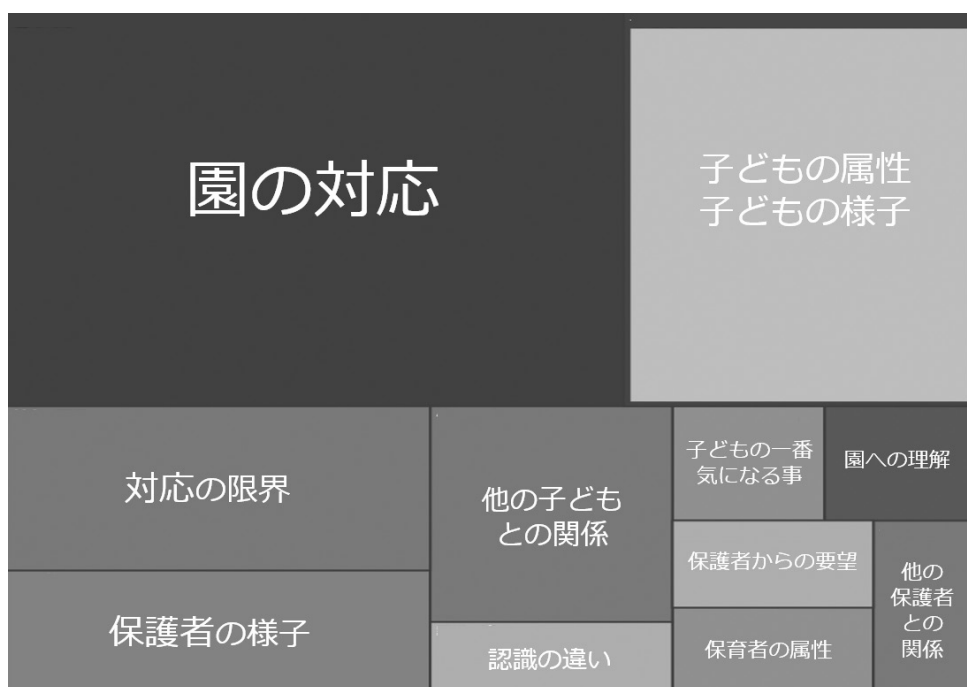 園の対応
子どもの属性
子どもの様子
対応の限界
保護者の様子
他の子ども
との関係
認識の違い
子どもの一番
気になる事
園への理解
保護者からの要望
保育者の属性
他の
保護者
との
関係